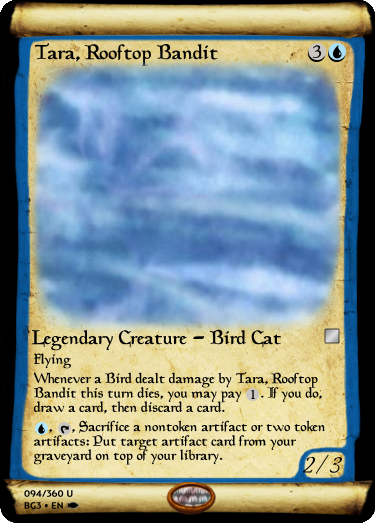 Tara, Rooftop Bandit 3
Legendary Creature – Bird Cat
Flying
Whenever a Bird dealt damage by Tara, Rooftop
Bandit this turn dies, you may pay 1. If you do,
draw a card, then discard a card.
, , Sacrifice a nontoken artifact or two token
artifacts: Put target artifact card from your
graveyard on top of your library.
2/3
094/360 U
BG3 • EN